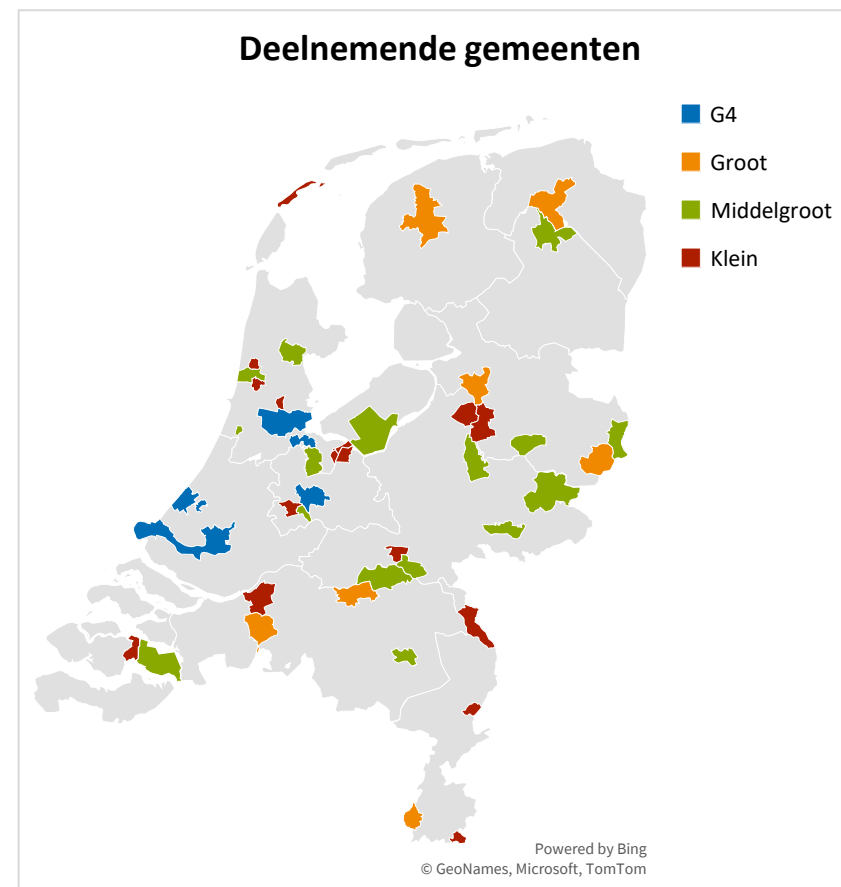 Deelnemende gemeenten
G4
Groot
Middelgroot
Klein
Powered by Bing
© GeoNames, Microsoft, TomTom